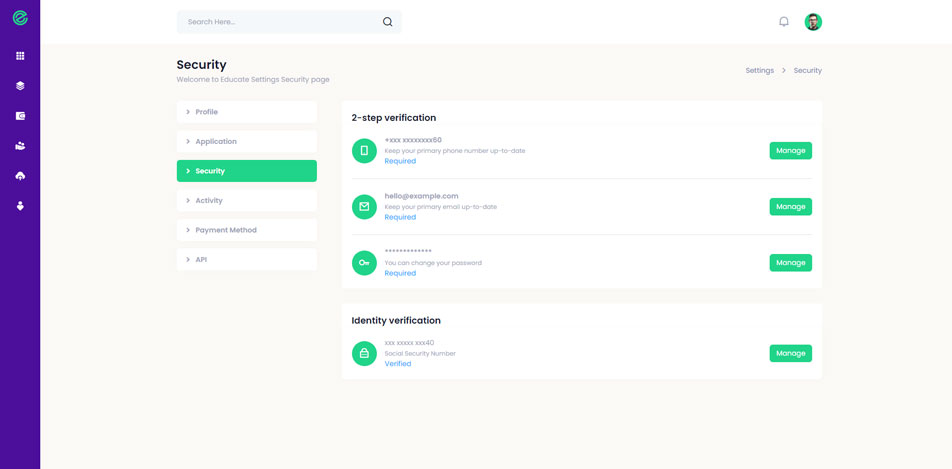 Search Here...
Security
Welcome to Educate Settings Security page
Settings > Security
Profile
Application
Security
Activity
Payment Method
API
2-step verification
+xxx xxxxxxxx60
Keep your primary phone number up-to-date
Required
Manage
hello@example.com
Keep your primary email up-to-date
Required
Manage
*************
You can change your password
Required
Manage
Identity verification
xxx xxxxx xxx40
Social Security Number
Verified
Manage